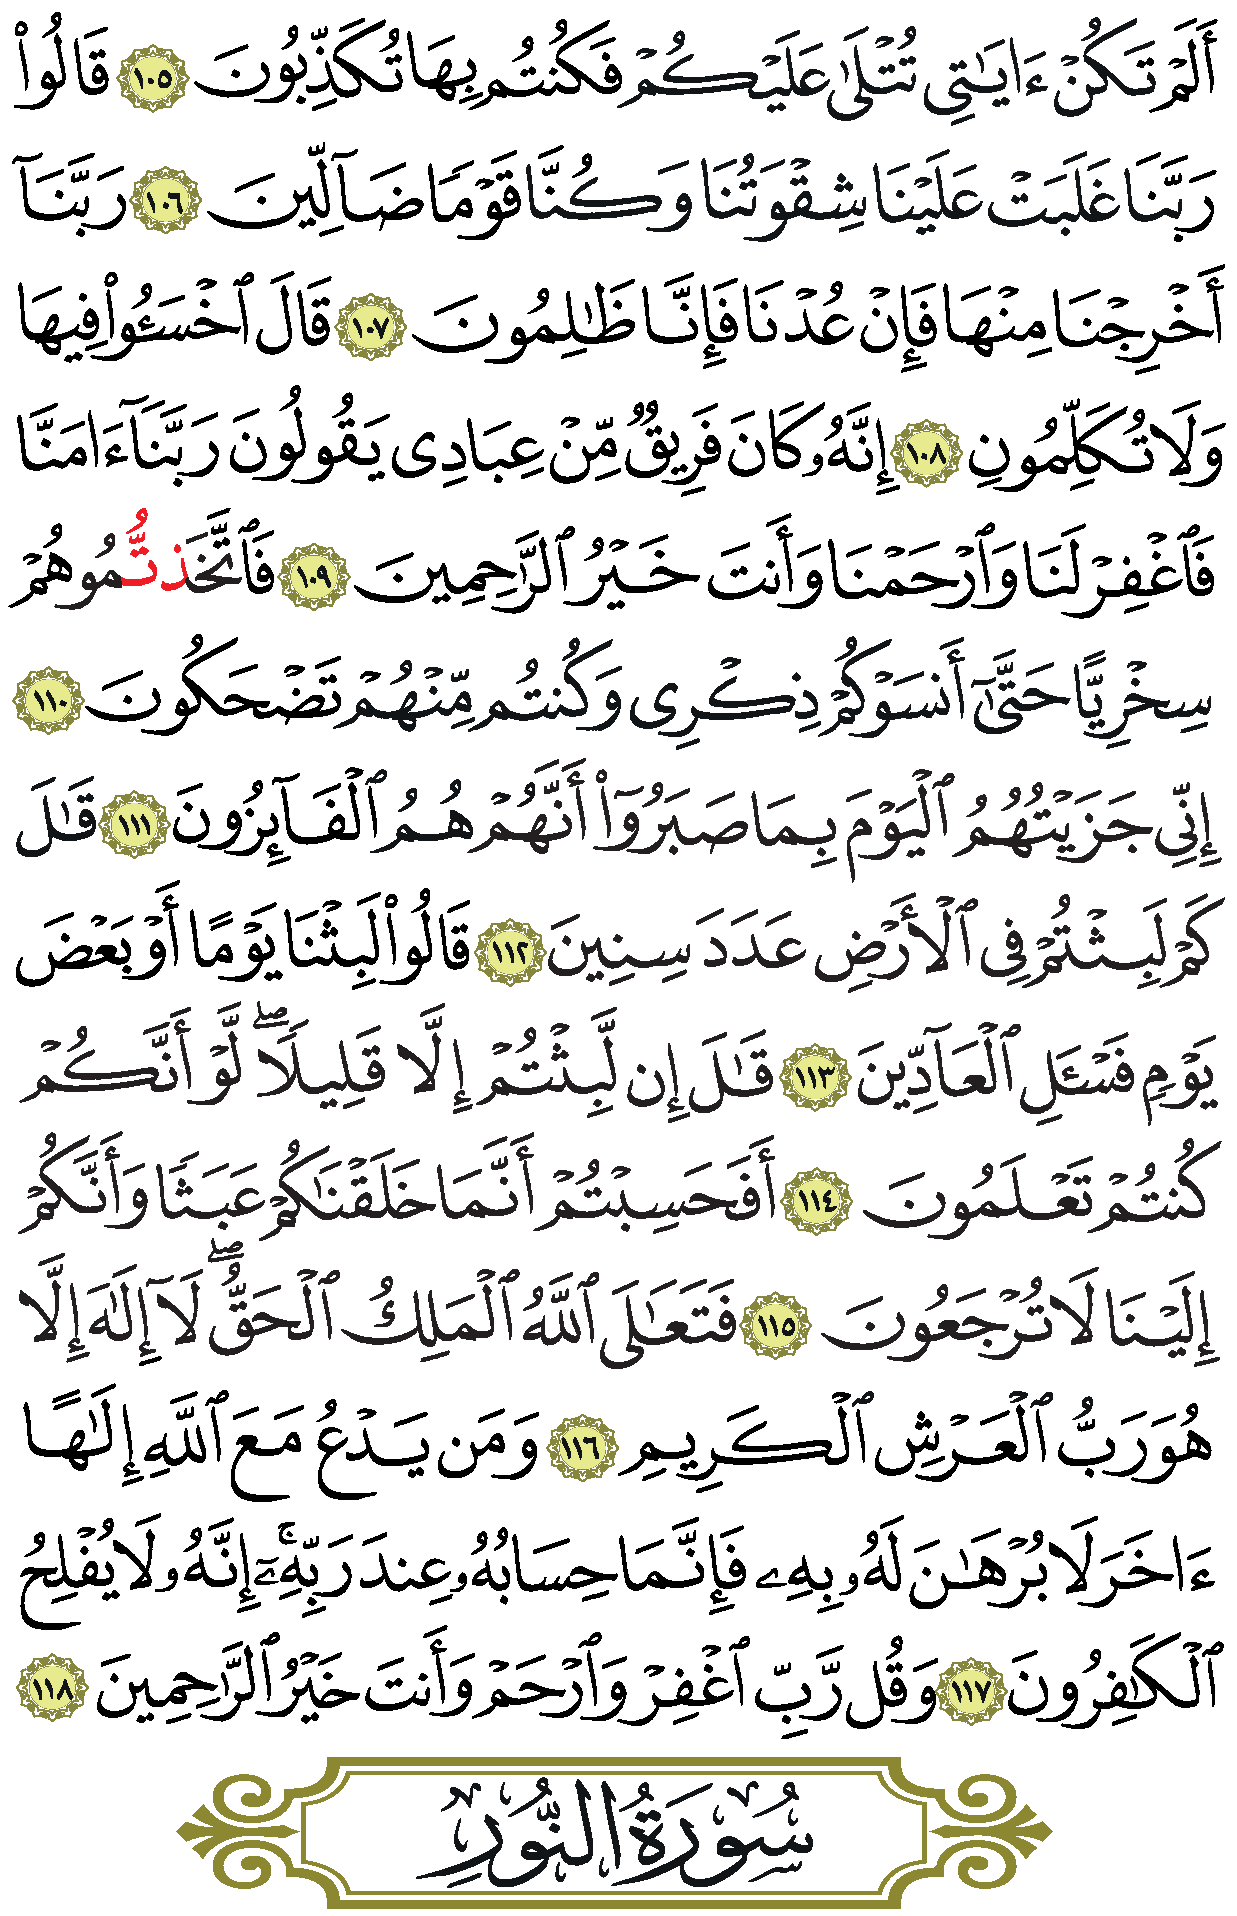 أَلَمْ تَكُنْ ءَايَٰتِى تُتْلَىٰ عَلَيْكُمْ فَكُنتُم بِهَا تُكَذِّبُونَ ١٠٥ قَالُوا۟
رَبَّنَا غَلَبَتْ عَلَيْنَا شِقْوَتُنَا وَكُنَّا قَوْمًا ضَآلِّينَ ١٠٦ رَبَّنَآ
أَخْرِجْنَا مِنْهَا فَإِنْ عُدْنَا فَإِنَّا ظَٰلِمُونَ ١٠٧ قَالَ ٱخْسَـُٔوا۟ فِيهَا
وَلَا تُكَلِّمُونِ ١٠٨ إِنَّهُۥ كَانَ فَرِيقٌ مِّنْ عِبَادِى يَقُولُونَ رَبَّنَآ ءَامَنَّا
فَٱغْفِرْ لَنَا وَٱرْحَمْنَا وَأَنتَ خَيْرُ ٱلرَّٰحِمِينَ ١٠٩ فَٱتَّخَذتُّمُوهُمْ
سِخْرِيًّا حَتَّىٰٓ أَنسَوْكُمْ ذِكْرِى وَكُنتُم مِّنْهُمْ تَضْحَكُونَ ١١٠
إِنِّى جَزَيْتُهُمُ ٱلْيَوْمَ بِمَا صَبَرُوٓا۟ أَنَّهُمْ هُمُ ٱلْفَآئِزُونَ ١١١ قَٰلَ
كَمْ لَبِثْتُمْ فِى ٱلْأَرْضِ عَدَدَ سِنِينَ ١١٢ قَالُوا۟ لَبِثْنَا يَوْمًا أَوْ بَعْضَ
يَوْمٍ فَسْـَٔلِ ٱلْعَآدِّينَ ١١٣ قَٰلَ إِن لَّبِثْتُمْ إِلَّا قَلِيلًا ۖ لَّوْ أَنَّكُمْ
كُنتُمْ تَعْلَمُونَ ١١٤ أَفَحَسِبْتُمْ أَنَّمَا خَلَقْنَٰكُمْ عَبَثًا وَأَنَّكُمْ
إِلَيْنَا لَا تُرْجَعُونَ ١١٥ فَتَعَٰلَى ٱللَّهُ ٱلْمَلِكُ ٱلْحَقُّ ۖ لَآ إِلَٰهَ إِلَّا
هُوَ رَبُّ ٱلْعَرْشِ ٱلْكَرِيمِ ١١٦ وَمَن يَدْعُ مَعَ ٱللَّهِ إِلَٰهًا
ءَاخَرَ لَا بُرْهَٰنَ لَهُۥ بِهِۦ فَإِنَّمَا حِسَابُهُۥ عِندَ رَبِّهِۦٓ ۚ إِنَّهُۥ لَا يُفْلِحُ
ٱلْكَٰفِرُونَ ١١٧ وَقُل رَّبِّ ٱغْفِرْ وَٱرْحَمْ وَأَنتَ خَيْرُ ٱلرَّٰحِمِينَ ١١٨
سُورَةُ النُّورِ